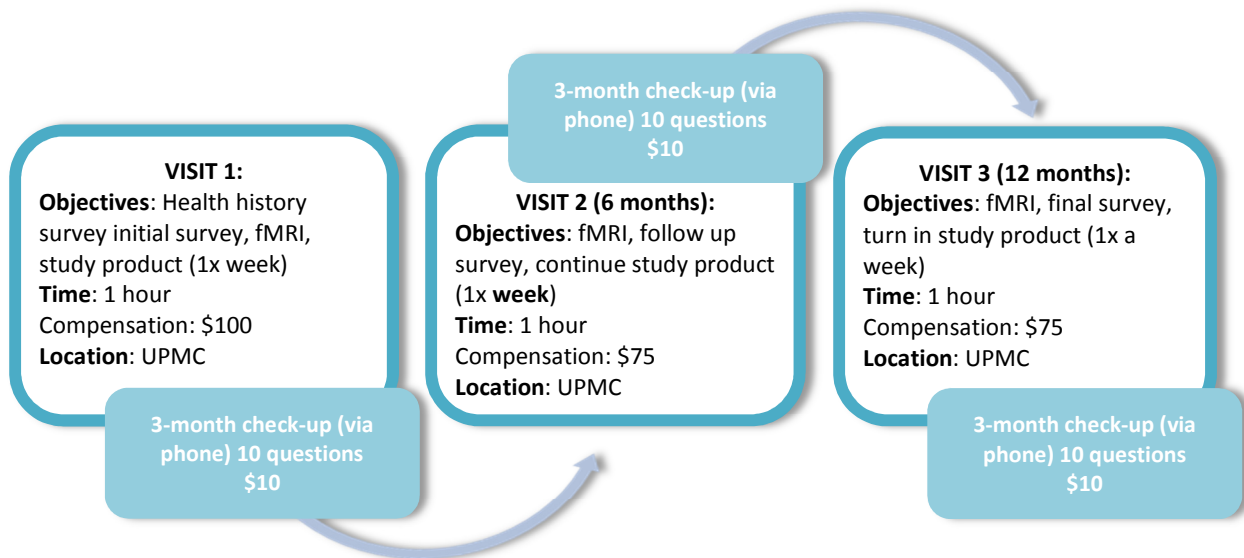 VISIT 1:
Objectives: Health history
survey initial survey, fMRI,
study product (1x week)
Time: 1 hour
Compensation: $100
Location: UPMC
3-month check-up (via
phone) 10 questions
$10
3-month check-up (via
phone) 10 questions
$10
VISIT 2 (6 months):
Objectives: fMRI, follow up
survey, continue study product
(1x week)
Time: 1 hour
Compensation: $75
Location: UPMC
VISIT 3 (12 months):
Objectives: fMRI, final survey,
turn in study product (1x a
week)
Time: 1 hour
Compensation: $75
Location: UPMC
3-month check-up (via
phone) 10 questions
$10